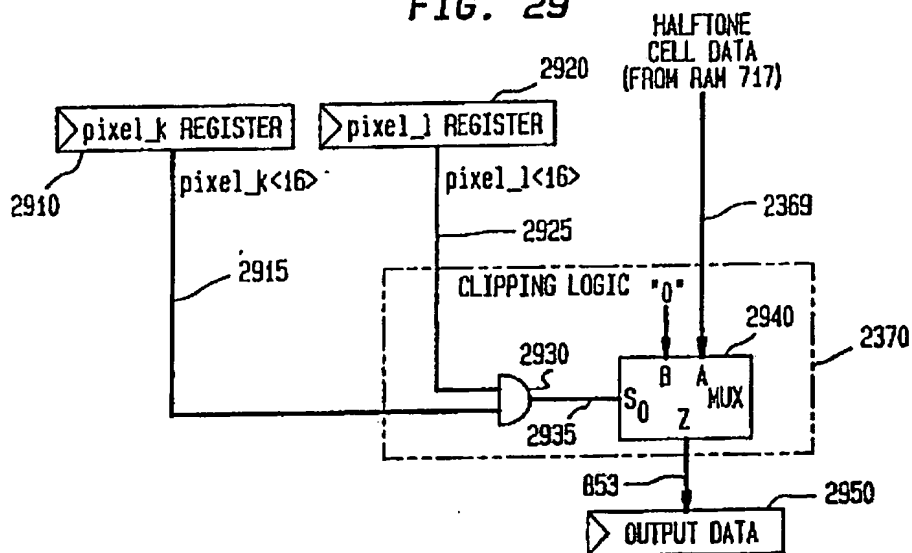 FIG. 29
HALFTONE
CELL DATA
(FROM RAM 717)
2920
pixel_k REGISTER
pixel_l REGISTER
pixel_k<16>
pixel_l<16>
2910
2369
2925
2915
CLIPPING LOGIC
"0"
2940
2930
2370
B
A
MUX
S0
Z
2935
853
2950
OUTPUT DATA